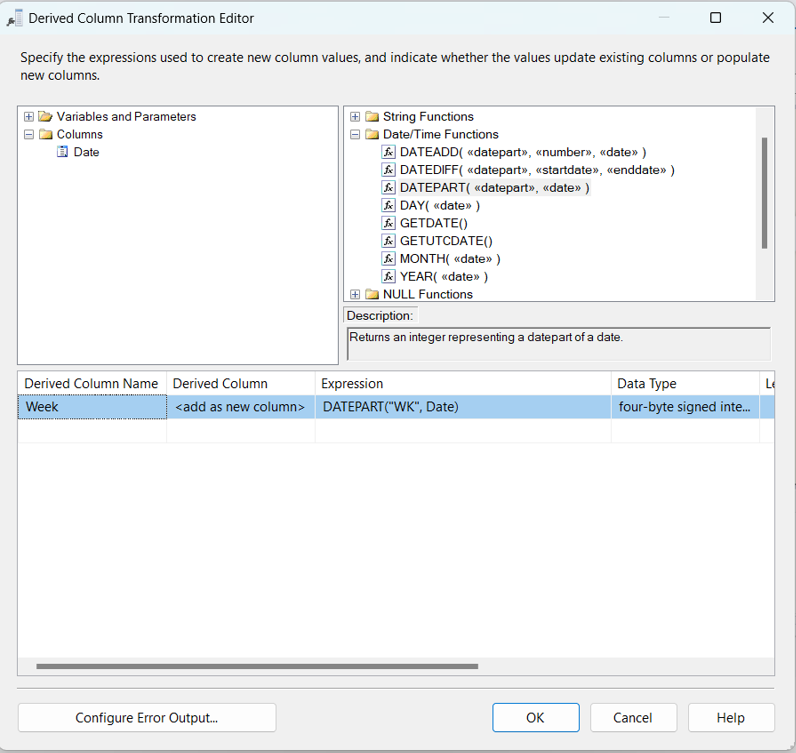 Derived Column Transformation Editor
Specify the expressions used to create new column values, and indicate whether the values update existing columns or populate
new columns.
Variables and Parameters
Columns
Date
String Functions
Date/Time Functions
DATEADD( «datepart», «number», «date» )
DATEDIFF( «datepart», «startdate», «enddate» )
DATEPART( «datepart», «date» )
DAY( «date» )
GETDATE()
GETUTCDATE()
MONTH( «date» )
YEAR( «date» )
NULL Functions
Description:
Returns an integer representing a datepart of a date.
Derived Column Name Derived Column Expression Data Type Le
Week <add as new column> DATEPART("WK", Date) four-byte signed inte...
Configure Error Output... OK Cancel Help